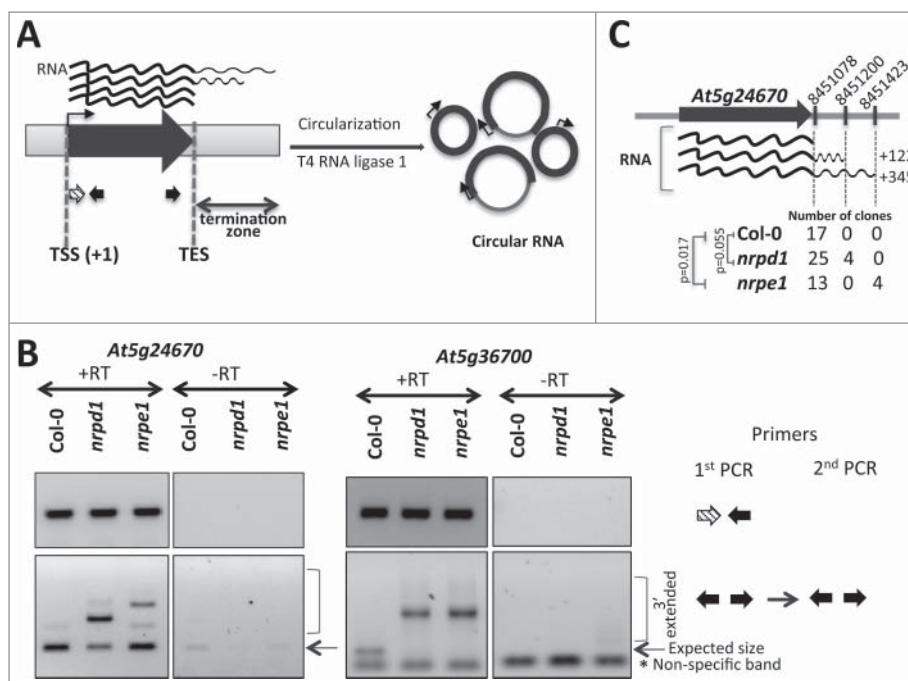 A
RNA
TSS (+1)
TES
termination
zone
Circularization
T4 RNA ligase 1
Circular RNA
C
At5g24670
8451078
8451200
8451423
RNA
+345
Number of clones
Col-0 17 0 0
nrpd1 25 4 0
nrpe1 13 0 4
p=0.017
p=0.055
B
At5g24670
+RT
-RT
Col-0
nrpd1
nrpe1
Col-0
nrpd1
nrpe1
At5g36700
+RT
-RT
Col-0
nrpd1
nrpe1
Col-0
nrpd1
nrpe1
3'
extended
Expected size
* Non-specific band
Primers
1st PCR
2nd PCR